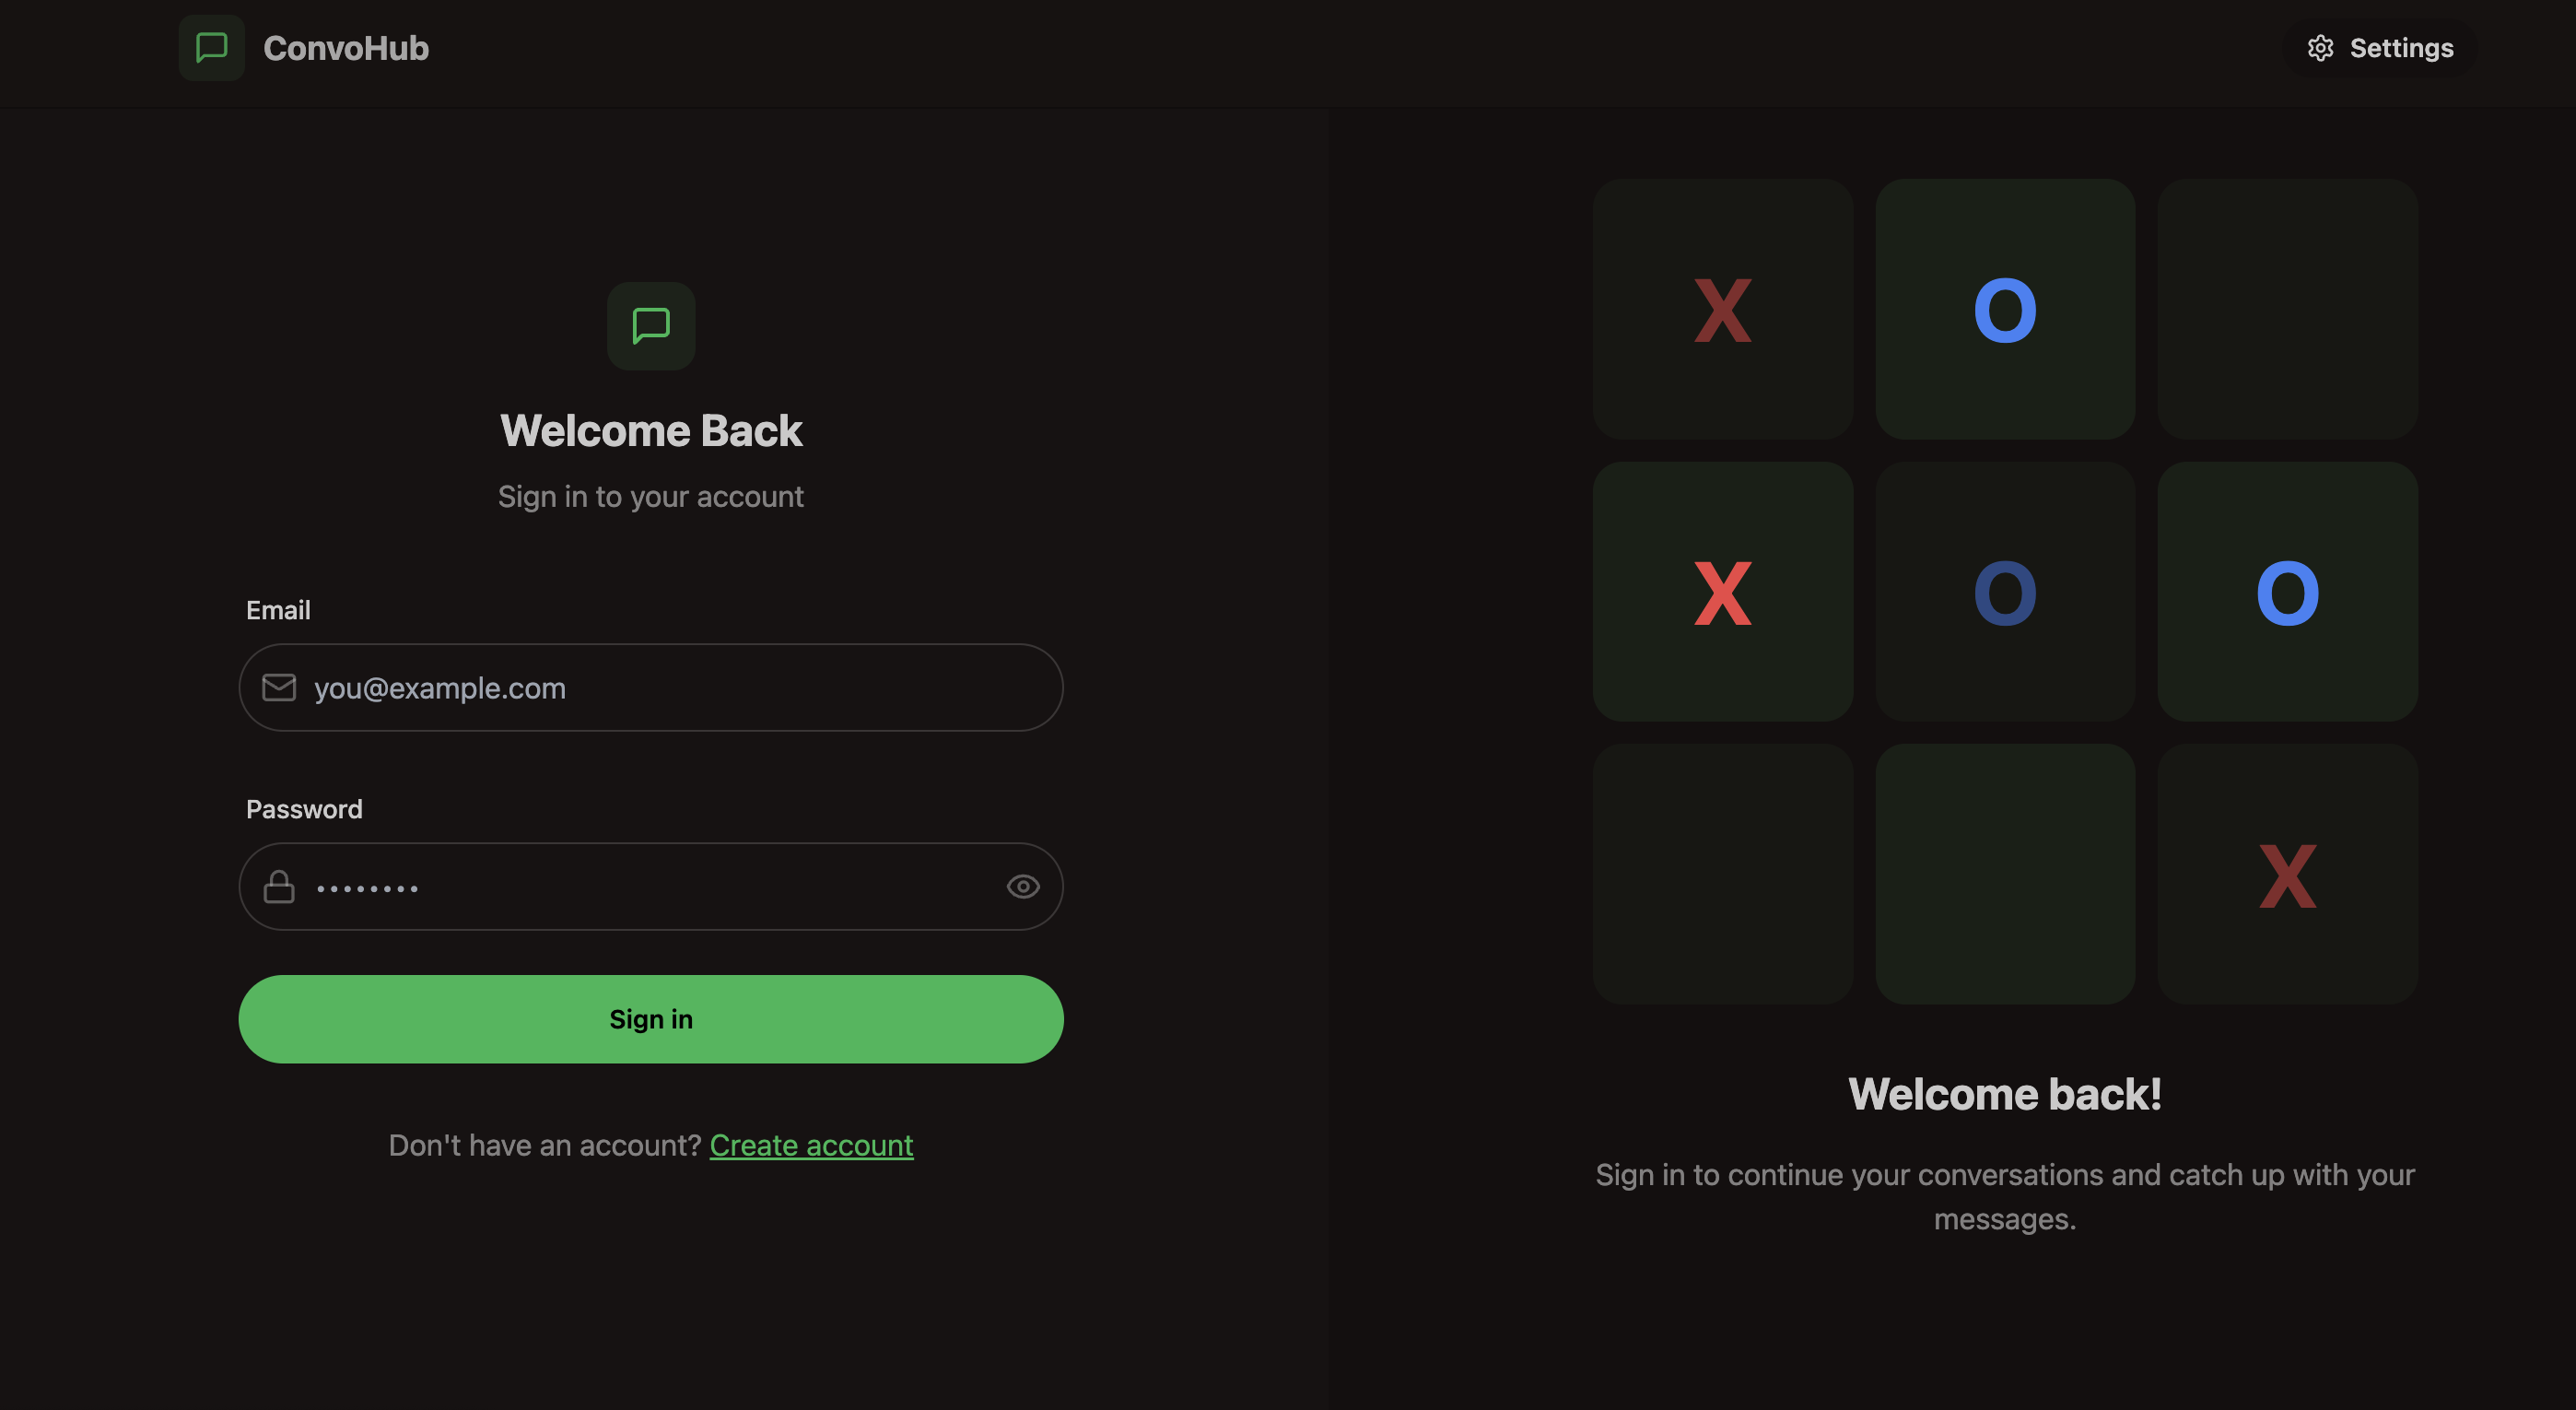 ConvoHub
Settings
Welcome Back
Sign in to your account
Email
you@example.com
Password
••••••••
Sign in
Don't have an account? Create account
X O
X O O
X
Welcome back!
Sign in to continue your conversations and catch up with your
messages.